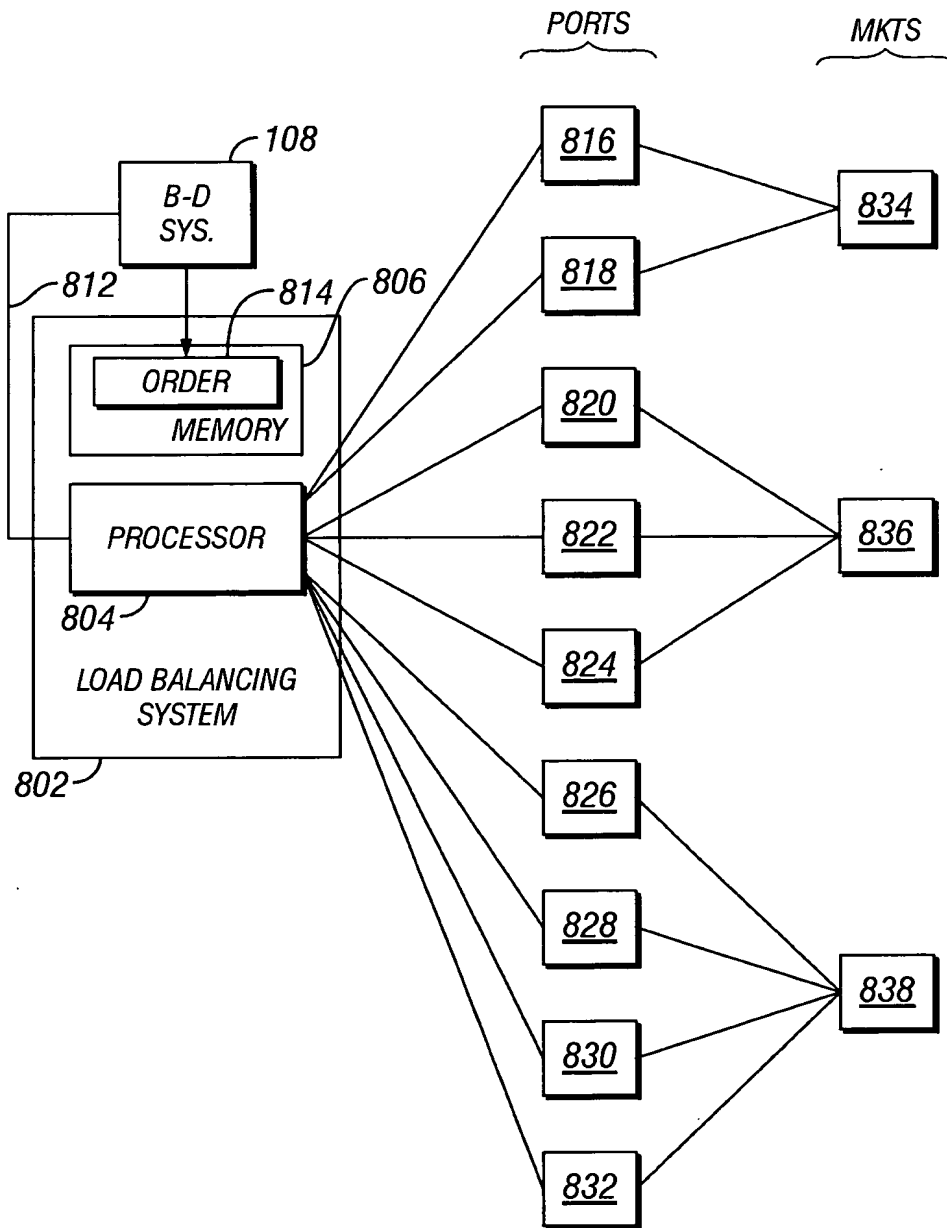 PORTS
MKTS
108
B-D
SYS.
812
814
806
ORDER
MEMORY
PROCESSOR
804
LOAD BALANCING
SYSTEM
802
816
818
820
822
824
826
828
830
832
834
836
838